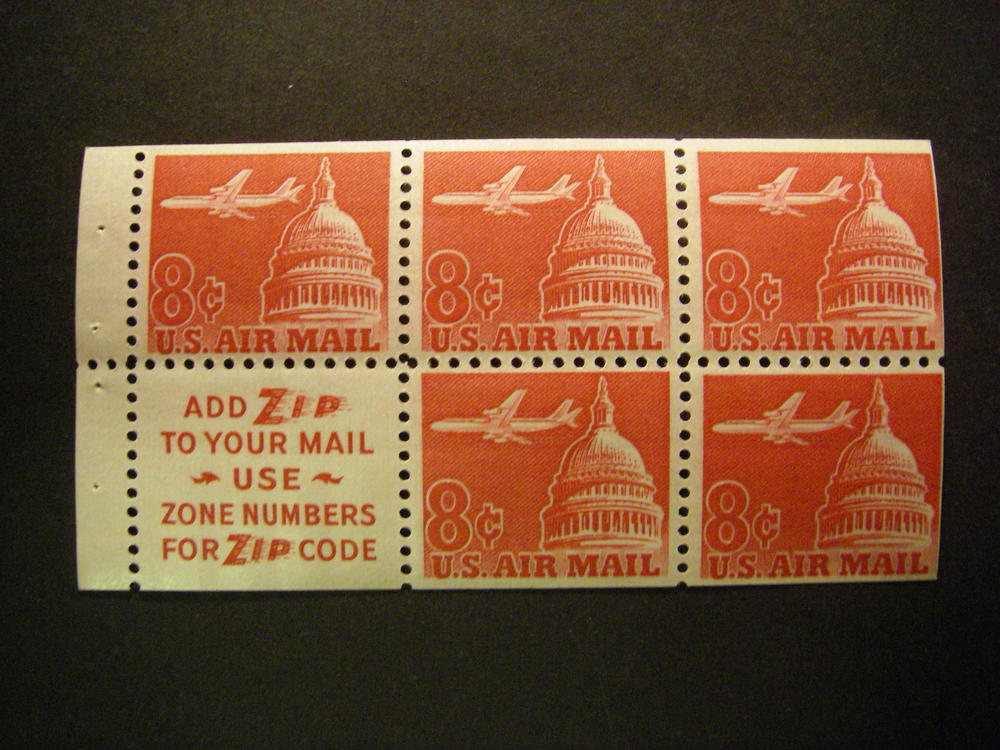 8¢
U.S. AIR MAIL
8¢
U.S. AIR MAIL
8¢
U.S. AIR MAIL
ADD ZIP
TO YOUR MAIL
USE
ZONE NUMBERS
FOR ZIP CODE
8¢
U.S. AIR MAIL
8¢
U.S. AIR MAIL